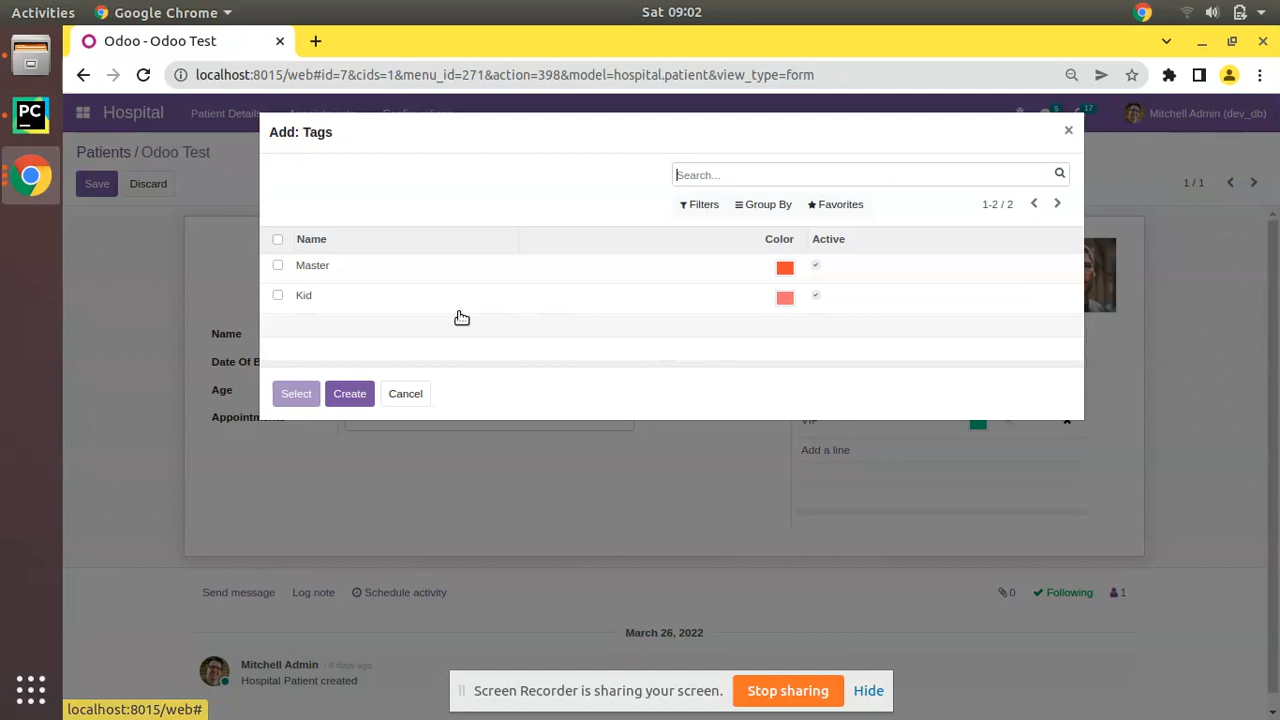 Activities Google Chrome Sat 09:02
Odoo - Odoo Test
localhost:8015/web#id=7&cids=1&menu_id=271&action=398&model=hospital.patient&view_type=form
Hospital Patient Details 5 17 Mitchell Admin (dev_db)
Patients / Odoo Test
Save Discard 1 / 1
Add: Tags ×
Search...
Filters Group By Favorites 1-2 / 2
Name Color Active
Master
Kid
Name
Date Of B
Age
Appointment
Select Create Cancel
VIP
Add a line
Send message Log note Schedule activity 0 Following 1
March 26, 2022
Mitchell Admin - 6 days ago
Hospital Patient created
Screen Recorder is sharing your screen. Stop sharing Hide
localhost:8015/web#
PC